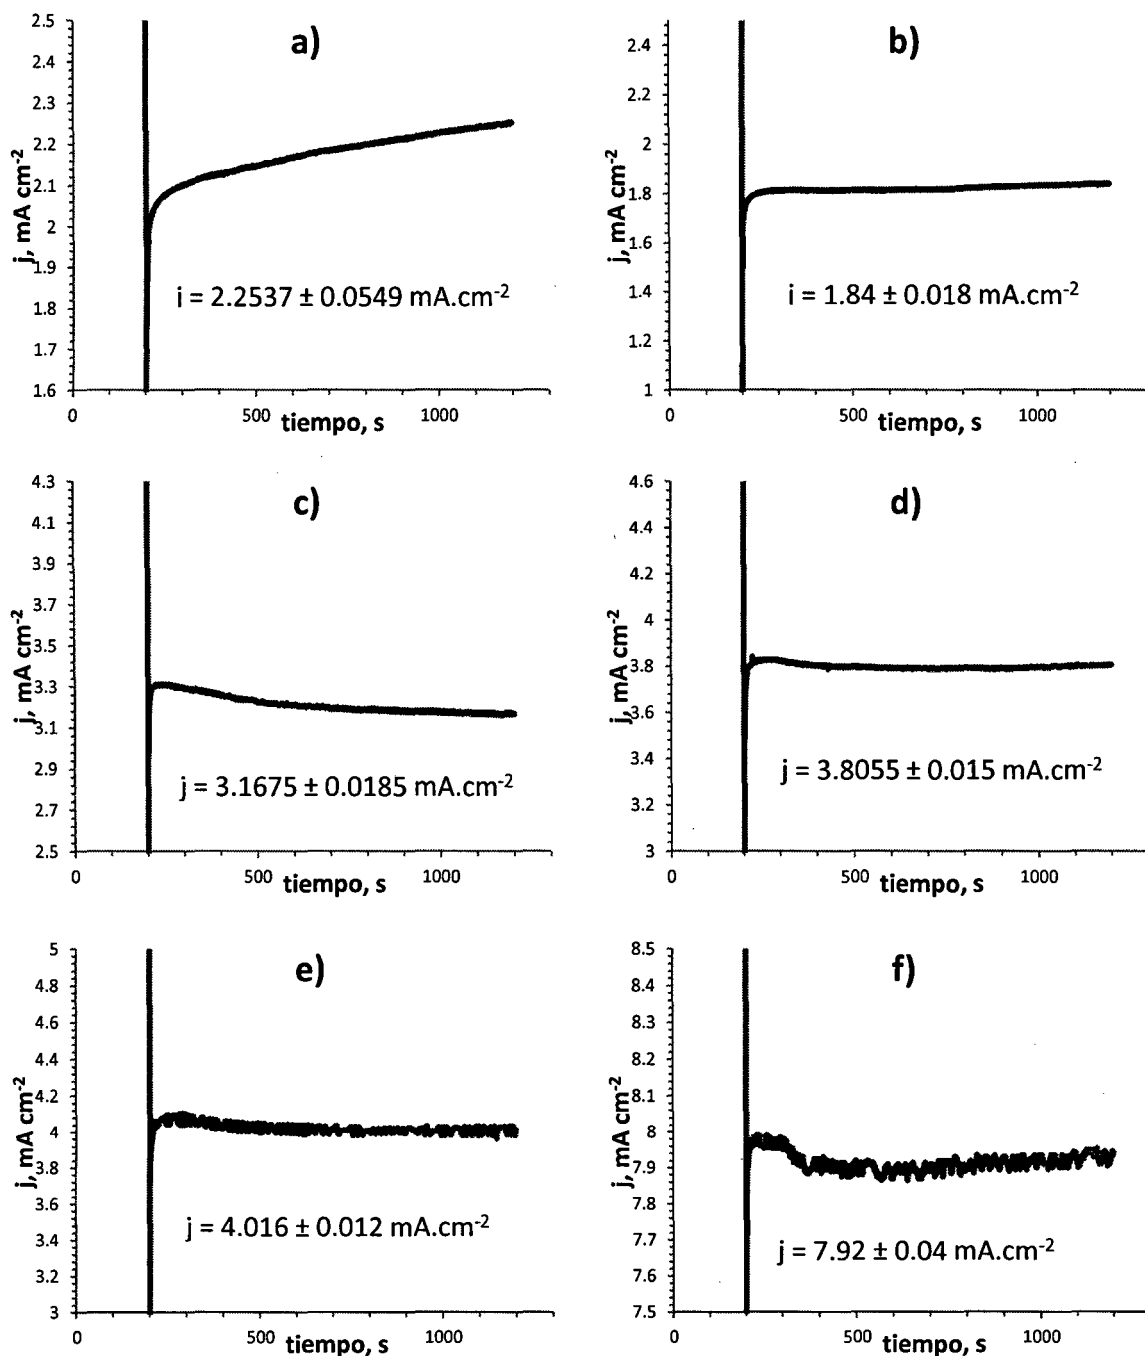 a)
j, mA cm-2
2.5
2.4
2.3
2.2
2.1
2
1.9
1.8
1.7
1.6
i = 2.2537 ± 0.0549 mA.cm-2
0 500 1000
tiempo, s
b)
j, mA cm-2
2.4
2.2
2
1.8
1.6
1.4
1.2
1
i = 1.84 ± 0.018 mA.cm-2
0 500 1000
tiempo, s
c)
j, mA cm-2
4.3
4.1
3.9
3.7
3.5
3.3
3.1
2.9
2.7
2.5
j = 3.1675 ± 0.0185 mA.cm-2
0 500 1000
tiempo, s
d)
j, mA cm-2
4.6
4.4
4.2
4
3.8
3.6
3.4
3.2
3
j = 3.8055 ± 0.015 mA.cm-2
0 500 1000
tiempo, s
e)
j, mA cm-2
5
4.8
4.6
4.4
4.2
4
3.8
3.6
3.4
3.2
3
j = 4.016 ± 0.012 mA.cm-2
0 500 1000
tiempo, s
f)
j, mA cm-2
8.5
8.4
8.3
8.2
8.1
8
7.9
7.8
7.7
7.6
7.5
j = 7.92 ± 0.04 mA.cm-2
0 500 1000
tiempo, s